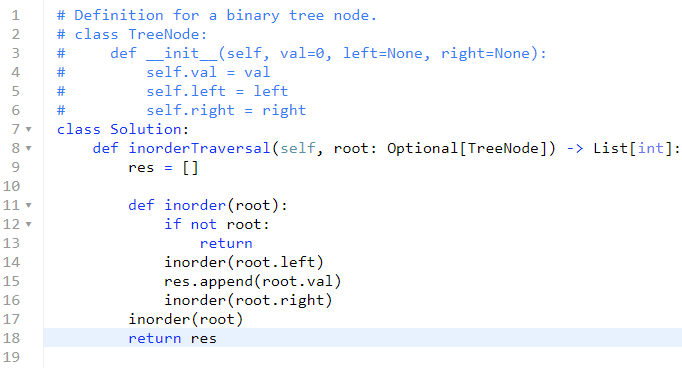 1 # Definition for a binary tree node.
2 # class TreeNode:
3 #     def __init__(self, val=0, left=None, right=None):
4 #         self.val = val
5 #         self.left = left
6 #         self.right = right
7 class Solution:
8     def inorderTraversal(self, root: Optional[TreeNode]) -> List[int]:
9         res = []
10
11         def inorder(root):
12             if not root:
13                 return
14             inorder(root.left)
15             res.append(root.val)
16             inorder(root.right)
17         inorder(root)
18         return res
19